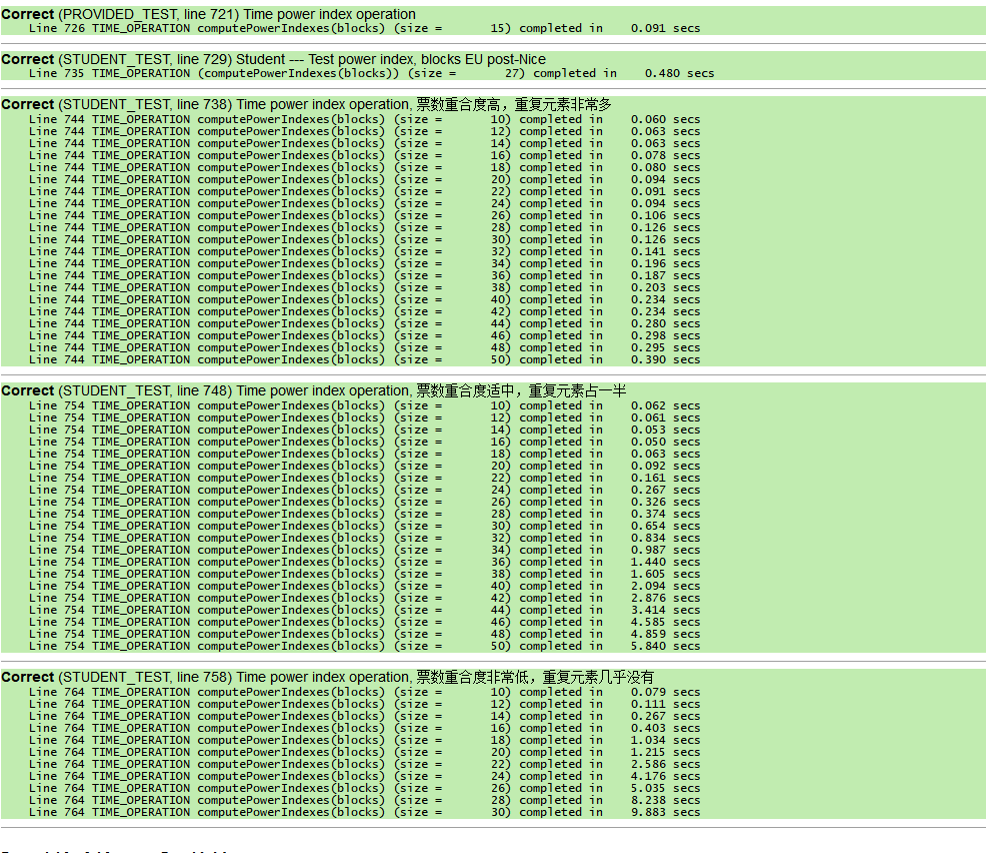 Correct (PROVIDED_TEST, line 721) Time power index operation
Line 726 TIME_OPERATION computePowerIndexes(blocks) (size = 15) completed in 0.091 secs
Correct (STUDENT_TEST, line 729) Student --- Test power index, blocks EU post-Nice
Line 735 TIME_OPERATION (computePowerIndexes(blocks)) (size = 27) completed in 0.480 secs
Correct (STUDENT_TEST, line 738) Time power index operation, 票数重合度高，重复元素非常多
Line 744 TIME_OPERATION computePowerIndexes(blocks) (size = 10) completed in 0.060 secs
Line 744 TIME_OPERATION computePowerIndexes(blocks) (size = 12) completed in 0.063 secs
Line 744 TIME_OPERATION computePowerIndexes(blocks) (size = 14) completed in 0.063 secs
Line 744 TIME_OPERATION computePowerIndexes(blocks) (size = 16) completed in 0.078 secs
Line 744 TIME_OPERATION computePowerIndexes(blocks) (size = 18) completed in 0.080 secs
Line 744 TIME_OPERATION computePowerIndexes(blocks) (size = 20) completed in 0.094 secs
Line 744 TIME_OPERATION computePowerIndexes(blocks) (size = 22) completed in 0.091 secs
Line 744 TIME_OPERATION computePowerIndexes(blocks) (size = 24) completed in 0.094 secs
Line 744 TIME_OPERATION computePowerIndexes(blocks) (size = 26) completed in 0.106 secs
Line 744 TIME_OPERATION computePowerIndexes(blocks) (size = 28) completed in 0.126 secs
Line 744 TIME_OPERATION computePowerIndexes(blocks) (size = 30) completed in 0.126 secs
Line 744 TIME_OPERATION computePowerIndexes(blocks) (size = 32) completed in 0.141 secs
Line 744 TIME_OPERATION computePowerIndexes(blocks) (size = 34) completed in 0.196 secs
Line 744 TIME_OPERATION computePowerIndexes(blocks) (size = 36) completed in 0.187 secs
Line 744 TIME_OPERATION computePowerIndexes(blocks) (size = 38) completed in 0.203 secs
Line 744 TIME_OPERATION computePowerIndexes(blocks) (size = 40) completed in 0.234 secs
Line 744 TIME_OPERATION computePowerIndexes(blocks) (size = 42) completed in 0.234 secs
Line 744 TIME_OPERATION computePowerIndexes(blocks) (size = 44) completed in 0.280 secs
Line 744 TIME_OPERATION computePowerIndexes(blocks) (size = 46) completed in 0.298 secs
Line 744 TIME_OPERATION computePowerIndexes(blocks) (size = 48) completed in 0.295 secs
Line 744 TIME_OPERATION computePowerIndexes(blocks) (size = 50) completed in 0.390 secs
Correct (STUDENT_TEST, line 748) Time power index operation, 票数重合度适中，重复元素占一半
Line 754 TIME_OPERATION computePowerIndexes(blocks) (size = 10) completed in 0.062 secs
Line 754 TIME_OPERATION computePowerIndexes(blocks) (size = 12) completed in 0.061 secs
Line 754 TIME_OPERATION computePowerIndexes(blocks) (size = 14) completed in 0.053 secs
Line 754 TIME_OPERATION computePowerIndexes(blocks) (size = 16) completed in 0.050 secs
Line 754 TIME_OPERATION computePowerIndexes(blocks) (size = 18) completed in 0.063 secs
Line 754 TIME_OPERATION computePowerIndexes(blocks) (size = 20) completed in 0.092 secs
Line 754 TIME_OPERATION computePowerIndexes(blocks) (size = 22) completed in 0.161 secs
Line 754 TIME_OPERATION computePowerIndexes(blocks) (size = 24) completed in 0.267 secs
Line 754 TIME_OPERATION computePowerIndexes(blocks) (size = 26) completed in 0.326 secs
Line 754 TIME_OPERATION computePowerIndexes(blocks) (size = 28) completed in 0.374 secs
Line 754 TIME_OPERATION computePowerIndexes(blocks) (size = 30) completed in 0.654 secs
Line 754 TIME_OPERATION computePowerIndexes(blocks) (size = 32) completed in 0.834 secs
Line 754 TIME_OPERATION computePowerIndexes(blocks) (size = 34) completed in 0.987 secs
Line 754 TIME_OPERATION computePowerIndexes(blocks) (size = 36) completed in 1.440 secs
Line 754 TIME_OPERATION computePowerIndexes(blocks) (size = 38) completed in 1.605 secs
Line 754 TIME_OPERATION computePowerIndexes(blocks) (size = 40) completed in 2.094 secs
Line 754 TIME_OPERATION computePowerIndexes(blocks) (size = 42) completed in 2.876 secs
Line 754 TIME_OPERATION computePowerIndexes(blocks) (size = 44) completed in 3.414 secs
Line 754 TIME_OPERATION computePowerIndexes(blocks) (size = 46) completed in 4.585 secs
Line 754 TIME_OPERATION computePowerIndexes(blocks) (size = 48) completed in 4.859 secs
Line 754 TIME_OPERATION computePowerIndexes(blocks) (size = 50) completed in 5.840 secs
Correct (STUDENT_TEST, line 758) Time power index operation, 票数重合度非常低，重复元素几乎没有
Line 764 TIME_OPERATION computePowerIndexes(blocks) (size = 10) completed in 0.079 secs
Line 764 TIME_OPERATION computePowerIndexes(blocks) (size = 12) completed in 0.111 secs
Line 764 TIME_OPERATION computePowerIndexes(blocks) (size = 14) completed in 0.267 secs
Line 764 TIME_OPERATION computePowerIndexes(blocks) (size = 16) completed in 0.403 secs
Line 764 TIME_OPERATION computePowerIndexes(blocks) (size = 18) completed in 1.034 secs
Line 764 TIME_OPERATION computePowerIndexes(blocks) (size = 20) completed in 1.215 secs
Line 764 TIME_OPERATION computePowerIndexes(blocks) (size = 22) completed in 2.586 secs
Line 764 TIME_OPERATION computePowerIndexes(blocks) (size = 24) completed in 4.176 secs
Line 764 TIME_OPERATION computePowerIndexes(blocks) (size = 26) completed in 5.035 secs
Line 764 TIME_OPERATION computePowerIndexes(blocks) (size = 28) completed in 8.238 secs
Line 764 TIME_OPERATION computePowerIndexes(blocks) (size = 30) completed in 9.883 secs